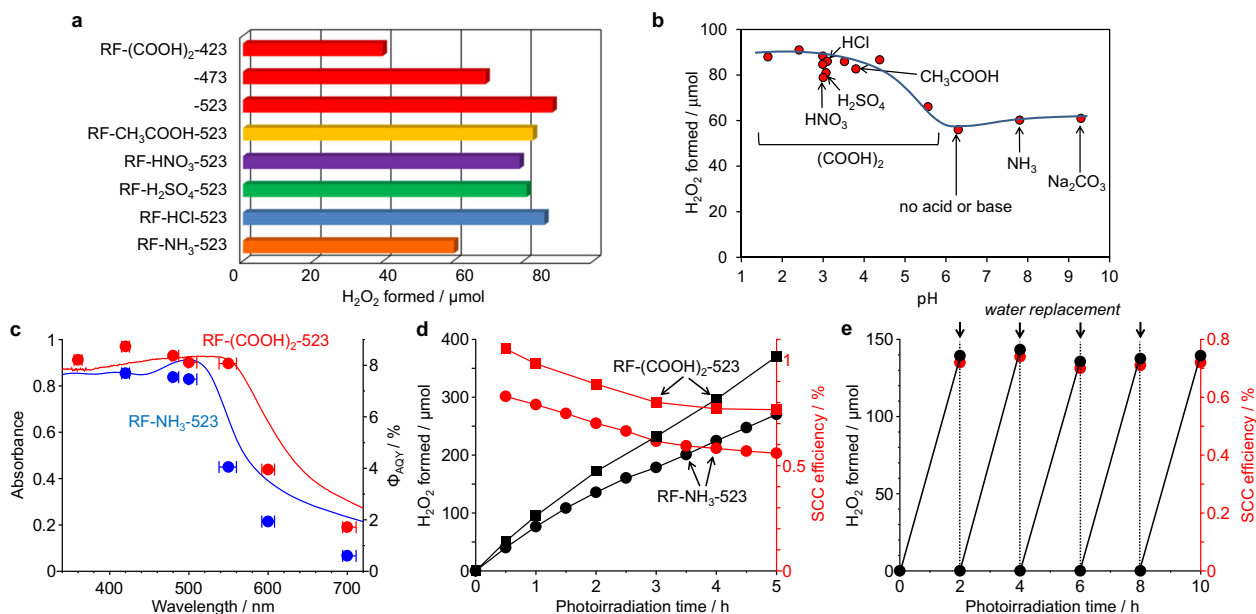 a
RF-(COOH)₂-423
-473
-523
RF-CH₃COOH-523
RF-HNO₃-523
RF-H₂SO₄-523
RF-HCl-523
RF-NH₃-523
0 20 40 60 80
H₂O₂ formed / µmol
b
H₂O₂ formed / µmol
100
80
60
40
20
0
HCl
CH₃COOH
H₂SO₄
HNO₃
(COOH)₂
NH₃
Na₂CO₃
no acid or base
1 2 3 4 5 6 7 8 9 10
pH
c
Absorbance
1
0.8
0.6
0.4
0.2
0
RF-(COOH)₂-523
RF-NH₃-523
8
6
4
2
0
Φ_AQY / %
400 500 600 700
Wavelength / nm
d
H₂O₂ formed / µmol
400
350
300
250
200
150
100
50
0
RF-(COOH)₂-523
RF-NH₃-523
1
0.5
0
SCC efficiency / %
0 1 2 3 4 5
Photoirradiation time / h
water replacement
e
H₂O₂ formed / µmol
150
100
50
0
0.8
0.6
0.4
0.2
0
SCC efficiency / %
0 2 4 6 8 10
Photoirradiation time / h